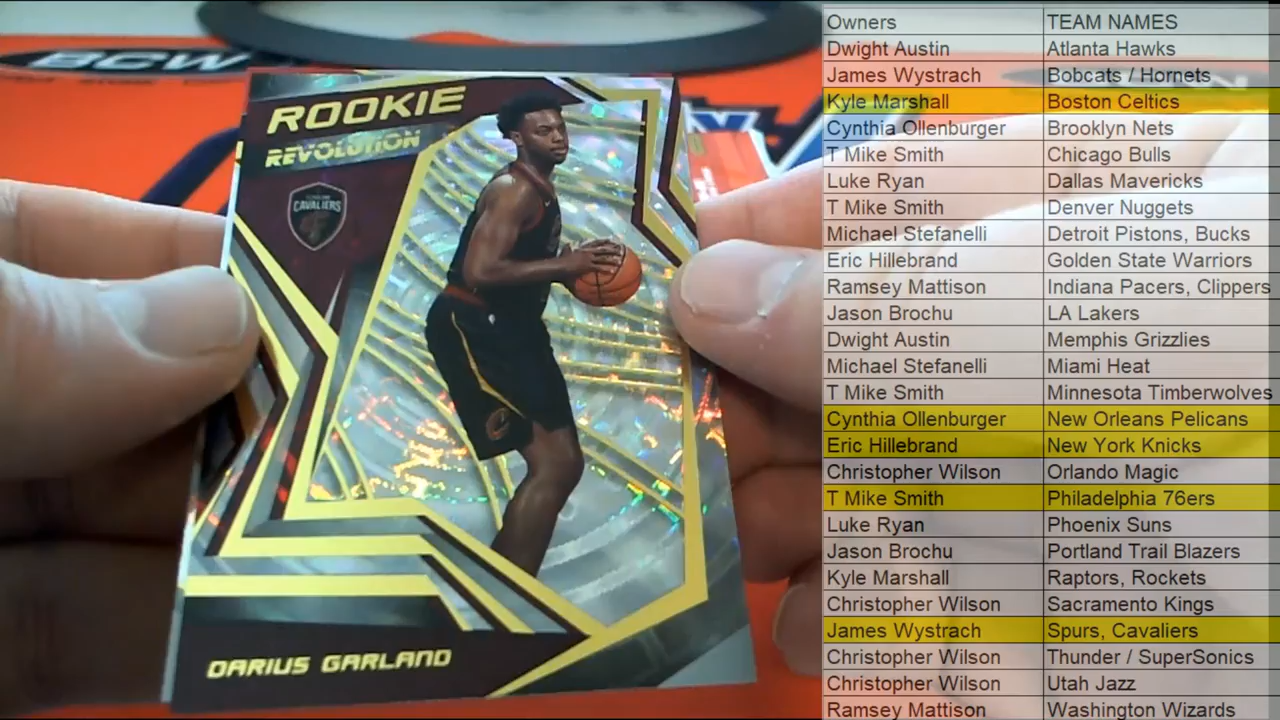 BCW
ROOKIE
REVOLUTION
CAVALIERS
DARIUS GARLAND
Owners TEAM NAMES
Dwight Austin Atlanta Hawks
James Wystrach Bobcats / Hornets
Kyle Marshall Boston Celtics
Cynthia Ollenburger Brooklyn Nets
T Mike Smith Chicago Bulls
Luke Ryan Dallas Mavericks
T Mike Smith Denver Nuggets
Michael Stefanelli Detroit Pistons, Bucks
Eric Hillebrand Golden State Warriors
Ramsey Mattison Indiana Pacers, Clippers
Jason Brochu LA Lakers
Dwight Austin Memphis Grizzlies
Michael Stefanelli Miami Heat
T Mike Smith Minnesota Timberwolves
Cynthia Ollenburger New Orleans Pelicans
Eric Hillebrand New York Knicks
Christopher Wilson Orlando Magic
T Mike Smith Philadelphia 76ers
Luke Ryan Phoenix Suns
Jason Brochu Portland Trail Blazers
Kyle Marshall Raptors, Rockets
Christopher Wilson Sacramento Kings
James Wystrach Spurs, Cavaliers
Christopher Wilson Thunder / SuperSonics
Christopher Wilson Utah Jazz
Ramsey Mattison Washington Wizards